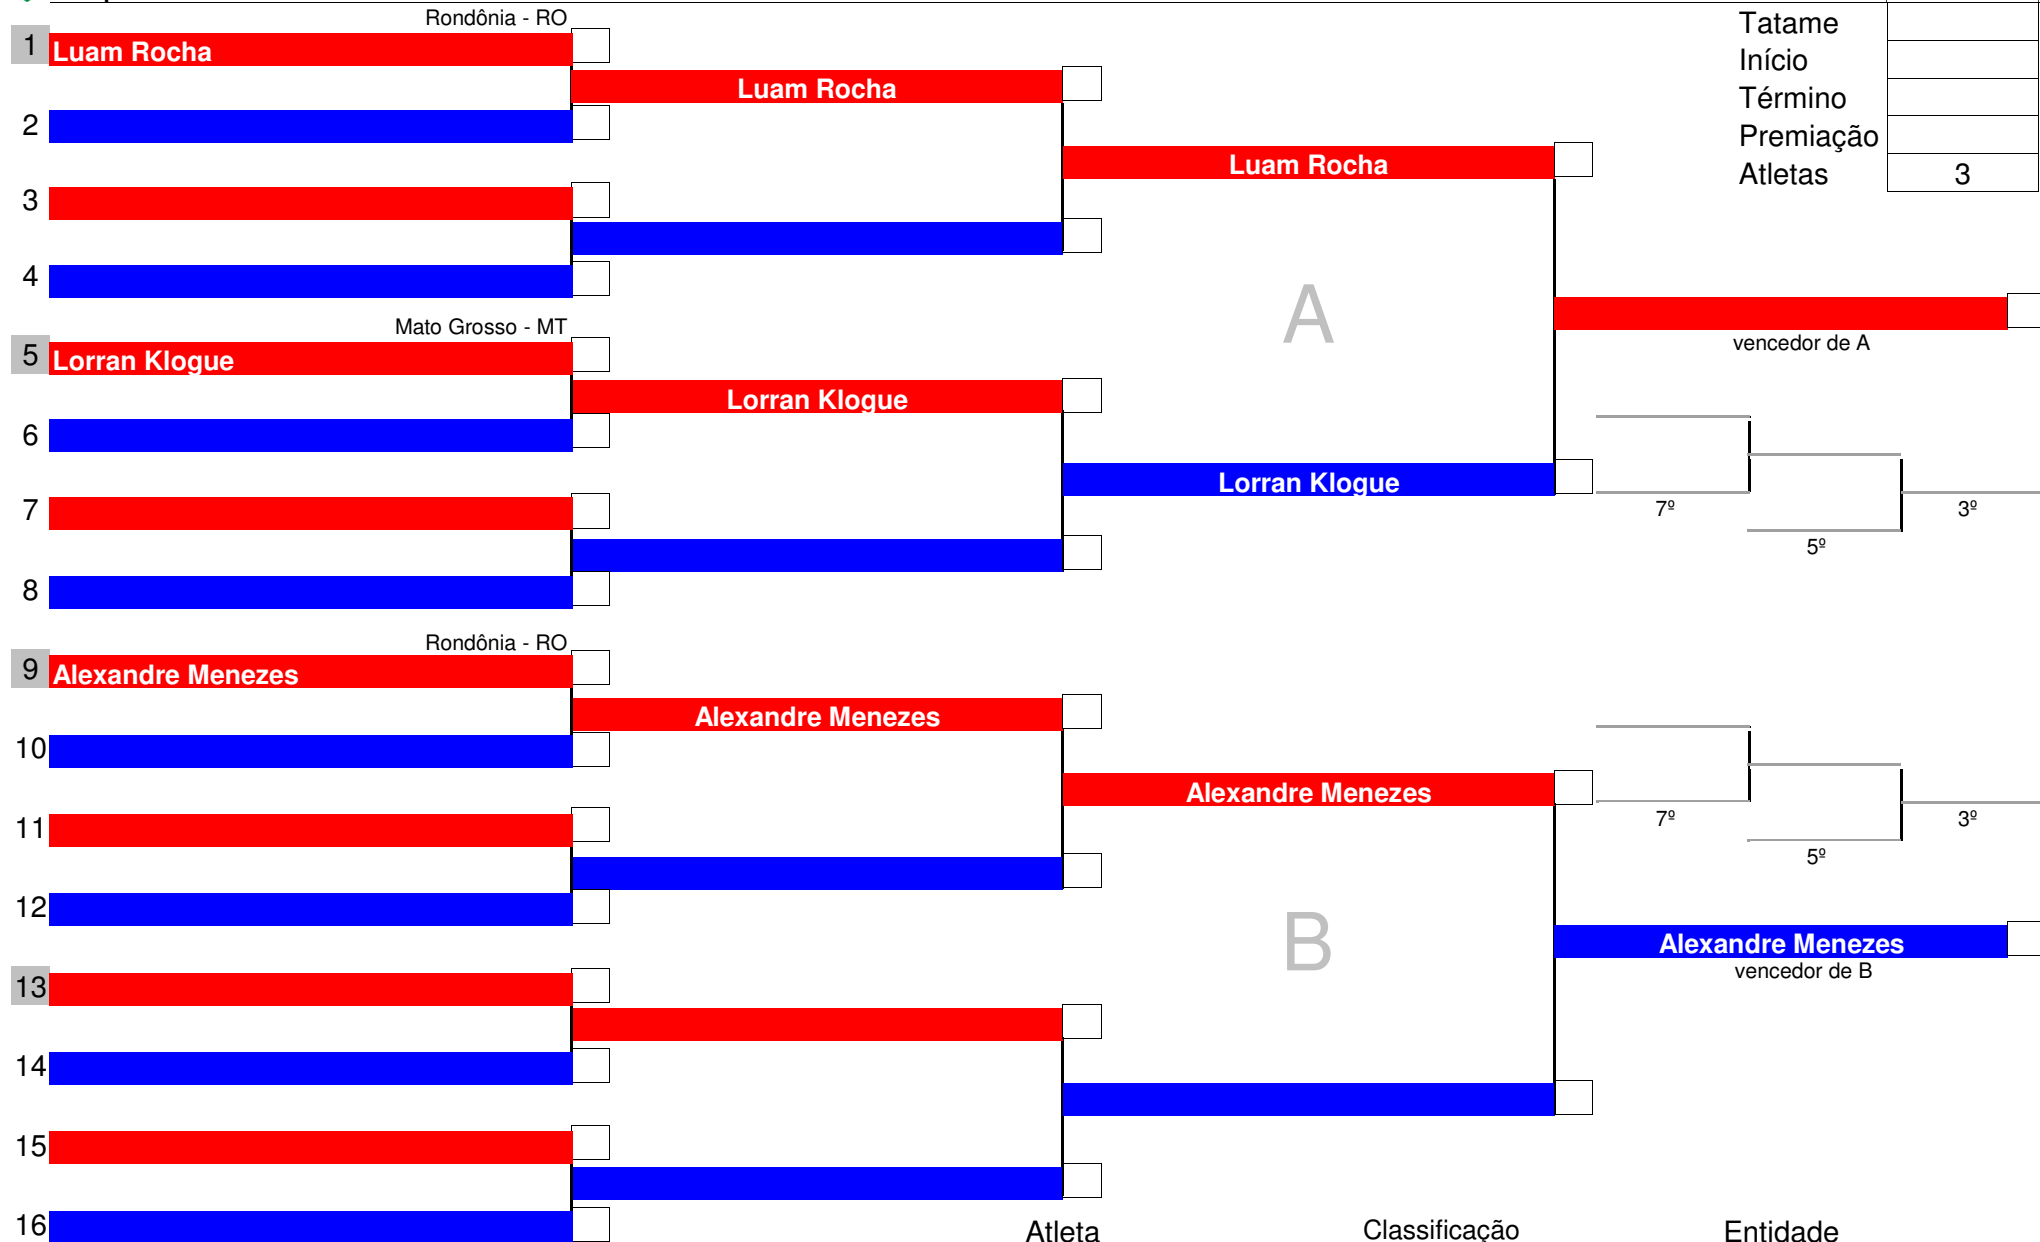 Rondônia - RO
Tatame
1 Luam Rocha
Início
Luam Rocha
Término
2
Premiação
Luam Rocha
Atletas 3
3
4
A
Mato Grosso - MT
vencedor de A
5 Lorran Klogue
Lorran Klogue
6
Lorran Klogue
7
7º 3º
5º
8
Rondônia - RO
9 Alexandre Menezes
Alexandre Menezes
10
Alexandre Menezes
11
7º 3º
5º
12
B
Alexandre Menezes
vencedor de B
13
14
15
16
Atleta Classificação Entidade